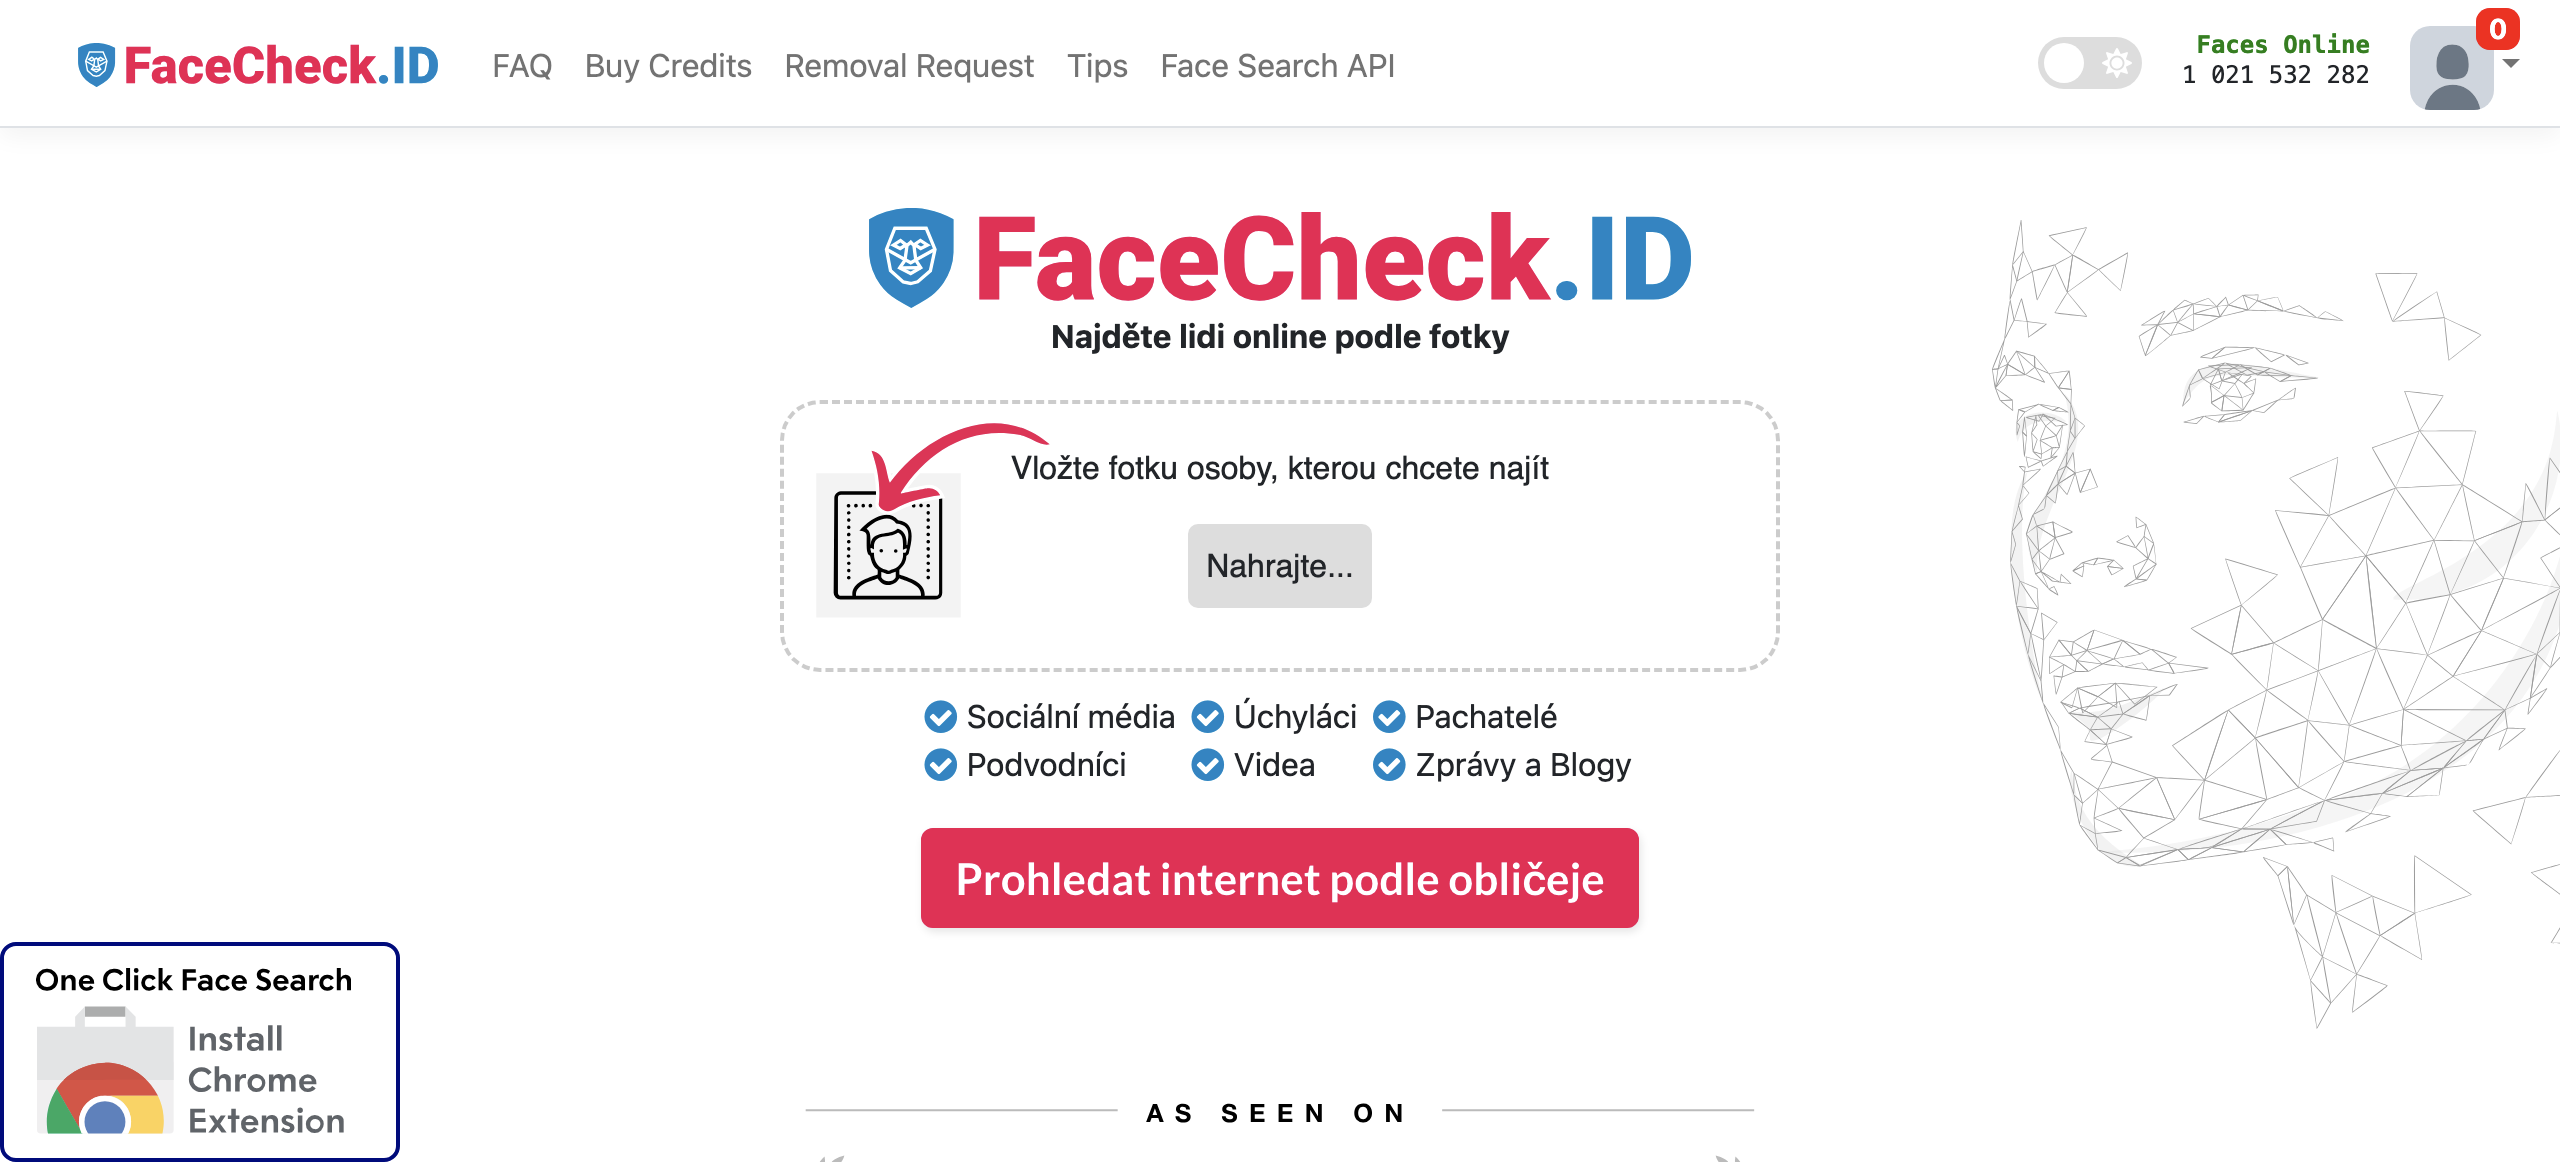 FaceCheck.ID
FAQ Buy Credits Removal Request Tips Face Search API
Faces Online
1 021 532 282
0
FaceCheck.ID
Najděte lidi online podle fotky
Vložte fotku osoby, kterou chcete najít
Nahrajte...
Sociální média Úchyláci Pachatelé
Podvodníci Videa Zprávy a Blogy
Prohledat internet podle obličeje
One Click Face Search
Install
Chrome
Extension
AS SEEN ON